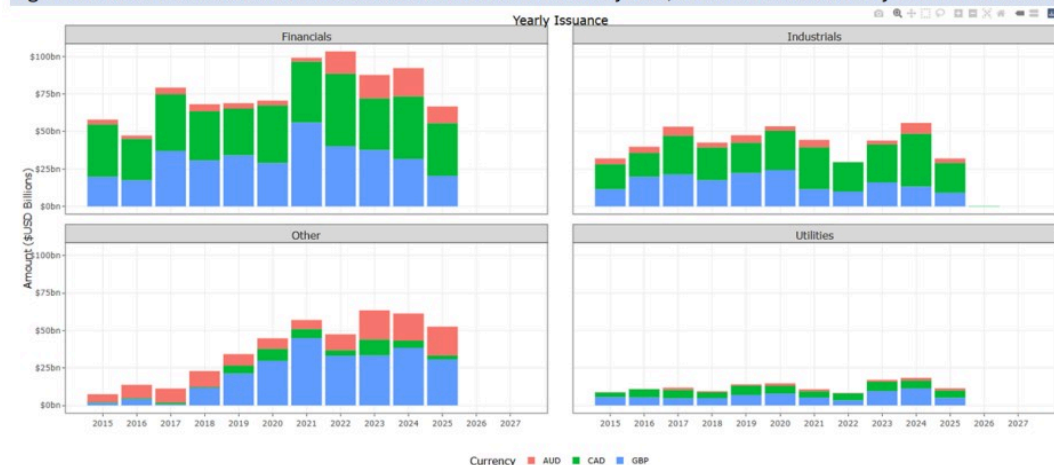 Yearly Issuance
Financials
Industrials
$100bn
$75bn
$50bn
$25bn
$0bn
Other
Utilities
$100bn
$75bn
$50bn
$25bn
$0bn
Amount ($USD Billions)
2015 2016 2017 2018 2019 2020 2021 2022 2023 2024 2025 2026 2027
2015 2016 2017 2018 2019 2020 2021 2022 2023 2024 2025 2026 2027
Currency AUD CAD GBP